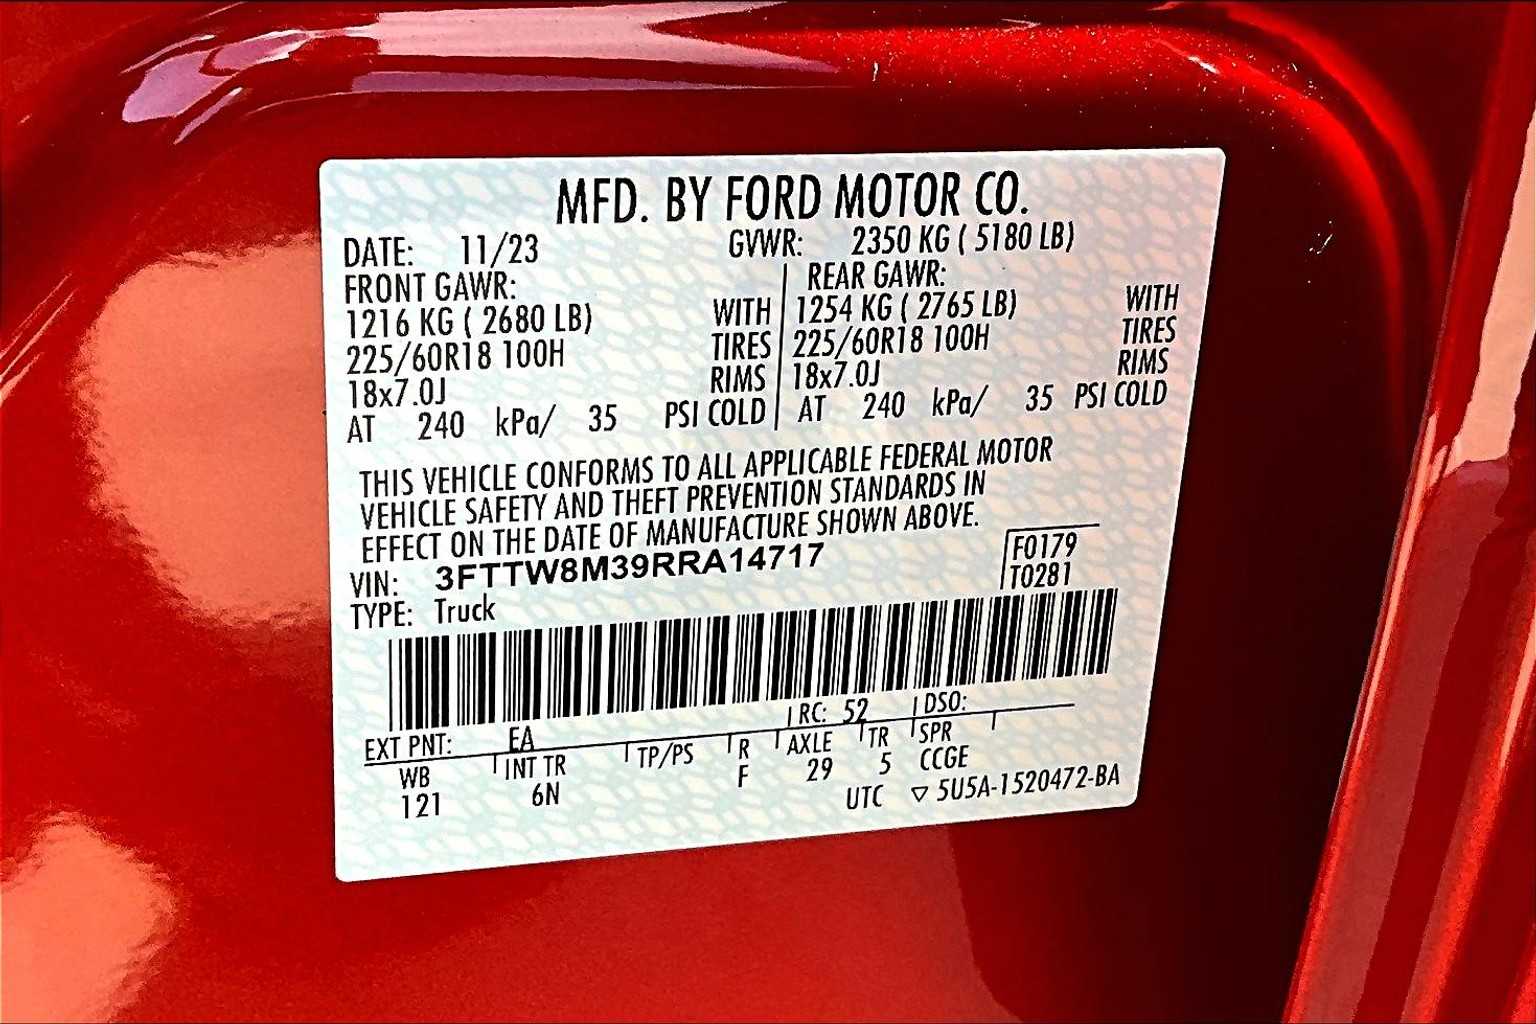 MFD. BY FORD MOTOR CO.
DATE: 11/23 GVWR: 2350 KG ( 5180 LB)
FRONT GAWR: REAR GAWR:
1216 KG ( 2680 LB) WITH 1254 KG ( 2765 LB) WITH
225/60R18 100H TIRES 225/60R18 100H TIRES
18x7.0J RIMS 18x7.0J RIMS
AT 240 kPa/ 35 PSI COLD AT 240 kPa/ 35 PSI COLD
THIS VEHICLE CONFORMS TO ALL APPLICABLE FEDERAL MOTOR
VEHICLE SAFETY AND THEFT PREVENTION STANDARDS IN
EFFECT ON THE DATE OF MANUFACTURE SHOWN ABOVE.
VIN: 3FTTW8M39RRA14717 F0179
TYPE: Truck T0281
EXT PNT: EA RC: 52 DSO:
WB INT TR TP/PS R AXLE TR SPR
121 6N F 29 5 CCGE
UTC ▽ 5U5A-1520472-BA